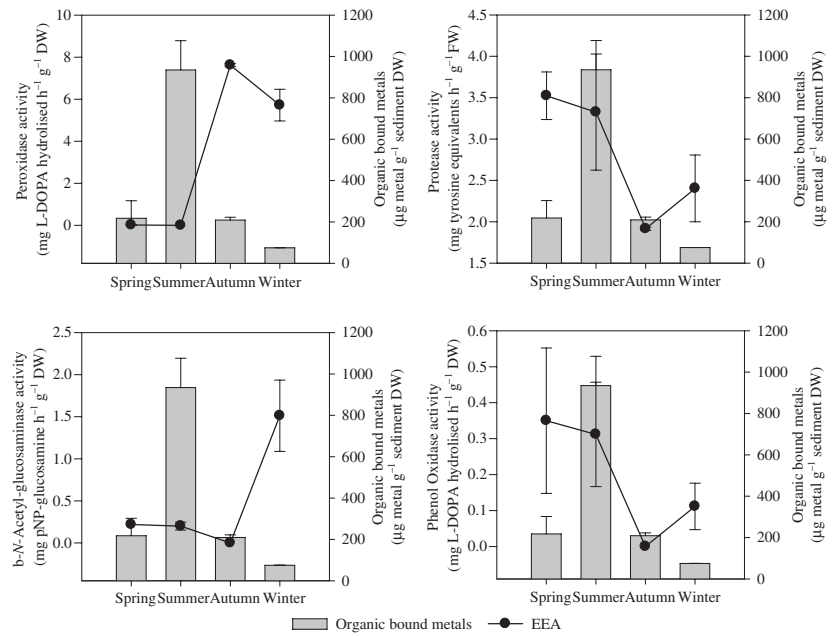 Peroxidase activity
(mg L-DOPA hydrolised h⁻¹ g⁻¹ DW)
10
8
6
4
2
0
1200
1000
800
600
400
200
0
Organic bound metals
(µg metal g⁻¹ sediment DW)
Spring Summer Autumn Winter
Protease activity
(mg tyrosine equivalents h⁻¹ g⁻¹ FW)
4.5
4.0
3.5
3.0
2.5
2.0
1.5
1200
1000
800
600
400
200
0
Organic bound metals
(µg metal g⁻¹ sediment DW)
Spring Summer Autumn Winter
b-N-Acetyl-glucosaminase activity
(mg pNP-glucosamine h⁻¹ g⁻¹ DW)
2.5
2.0
1.5
1.0
0.5
0.0
1200
1000
800
600
400
200
0
Organic bound metals
(µg metal g⁻¹ sediment DW)
Spring Summer Autumn Winter
Phenol Oxidase activity
(mg L-DOPA hydrolised h⁻¹ g⁻¹ DW)
0.6
0.5
0.4
0.3
0.2
0.1
0.0
1200
1000
800
600
400
200
0
Organic bound metals
(µg metal g⁻¹ sediment DW)
Spring Summer Autumn Winter
Organic bound metals
EEA